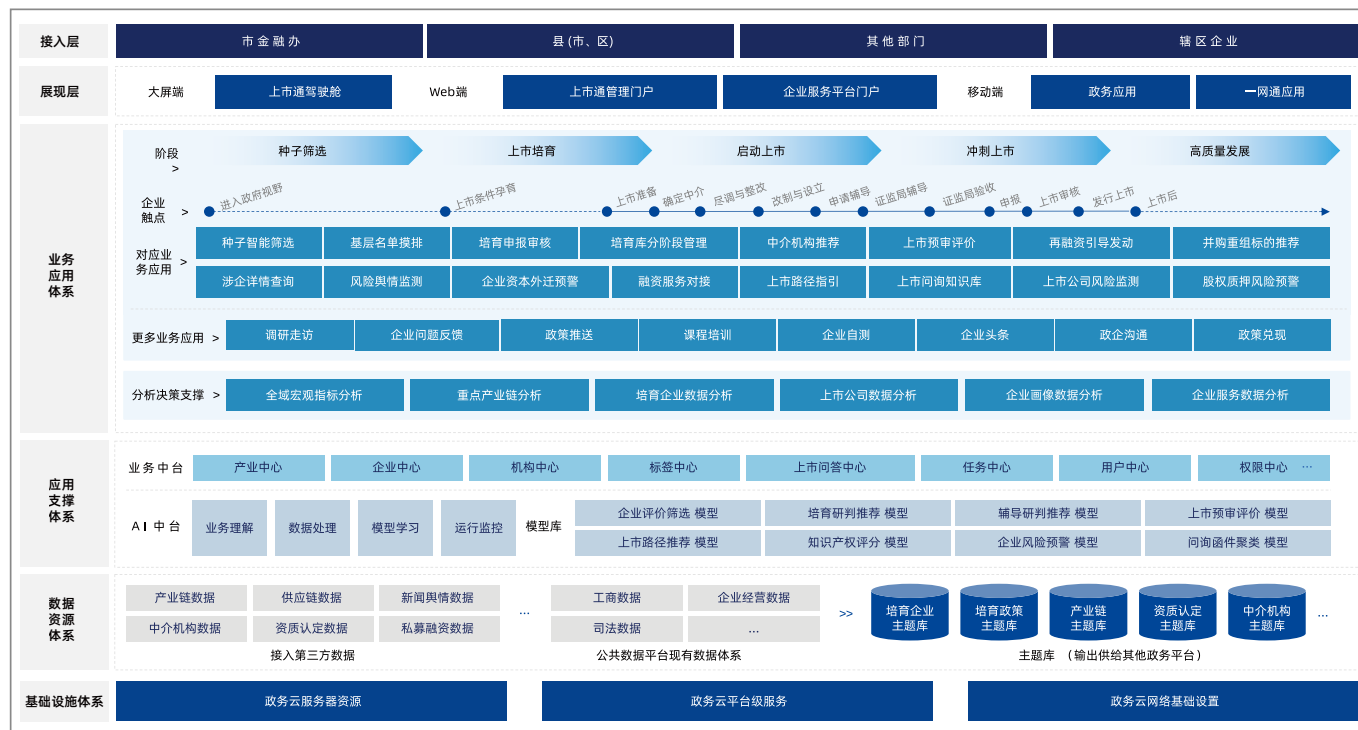 接入层
市金融办
县(市、区)
其他部门
辖区企业
展现层
大屏端
上市通驾驶舱
Web端
上市通管理门户
企业服务平台门户
移动端
政务应用
一网通应用
业务
应用
体系
阶段
>
种子筛选
上市培育
启动上市
冲刺上市
高质量发展
企业
触点
>
进入政府视野
上市条件孕育
上市准备
确定中介
尽调与整改
改制与设立
申请辅导
证监局辅导
证监局验收
申报
上市审核
发行上市
上市后
对应业
务应用
>
种子智能筛选
基层名单摸排
培育申报审核
培育库分阶段管理
中介机构推荐
上市预审评价
再融资引导发动
并购重组标的推荐
涉企详情查询
风险舆情监测
企业资本外迁预警
融资服务对接
上市路径指引
上市问询知识库
上市公司风险监测
股权质押风险预警
更多业务应用 >
调研走访
企业问题反馈
政策推送
课程培训
企业自测
企业头条
政企沟通
政策兑现
分析决策支撑 >
全域宏观指标分析
重点产业链分析
培育企业数据分析
上市公司数据分析
企业画像数据分析
企业服务数据分析
应用
支撑
体系
业务中台
产业中心
企业中心
机构中心
标签中心
上市问答中心
任务中心
用户中心
权限中心 …
AI 中台
业务理解
数据处理
模型学习
运行监控
模型库
企业评价筛选 模型
培育研判推荐 模型
辅导研判推荐 模型
上市预审评价 模型
上市路径推荐 模型
知识产权评分 模型
企业风险预警 模型
问询函件聚类 模型
数据
资源
体系
产业链数据
供应链数据
新闻舆情数据
中介机构数据
资质认定数据
私募融资数据
…
接入第三方数据
工商数据
企业经营数据
司法数据
…
公共数据平台现有数据体系
>>
培育企业
主题库
培育政策
主题库
产业链
主题库
资质认定
主题库
中介机构
主题库
…
主题库 (输出供给其他政务平台)
基础设施体系
政务云服务器资源
政务云平台级服务
政务云网络基础设置